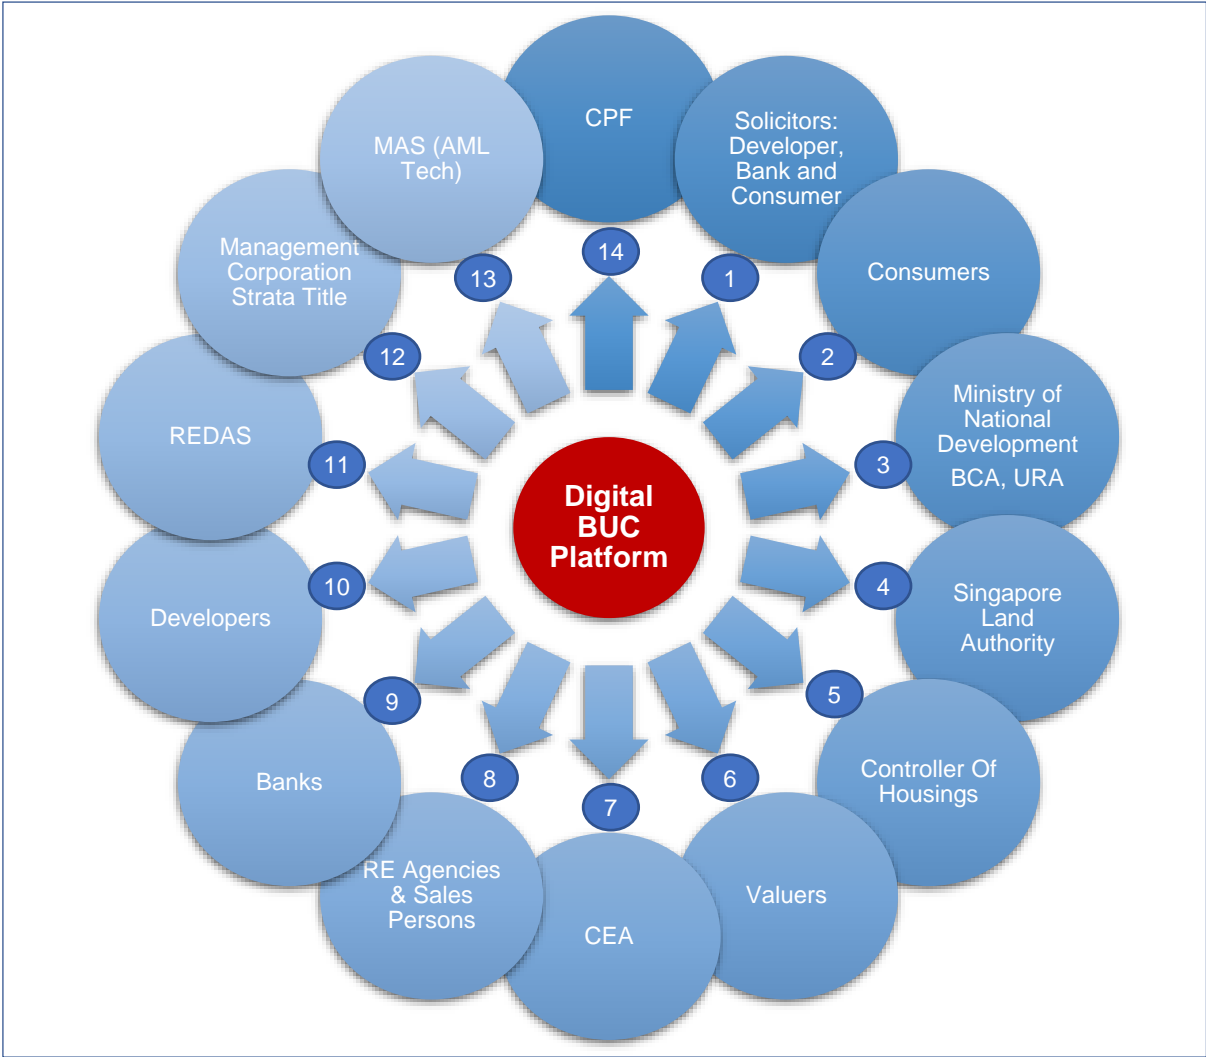 CPF
14
Solicitors:
Developer,
Bank and
Consumer
1
Consumers
2
Ministry of
National
Development
BCA, URA
3
Singapore
Land
Authority
4
Controller Of
Housings
5
Valuers
6
CEA
7
RE Agencies
& Sales
Persons
8
Banks
9
Developers
10
REDAS
11
Management
Corporation
Strata Title
12
MAS (AML
Tech)
13
Digital
BUC
Platform